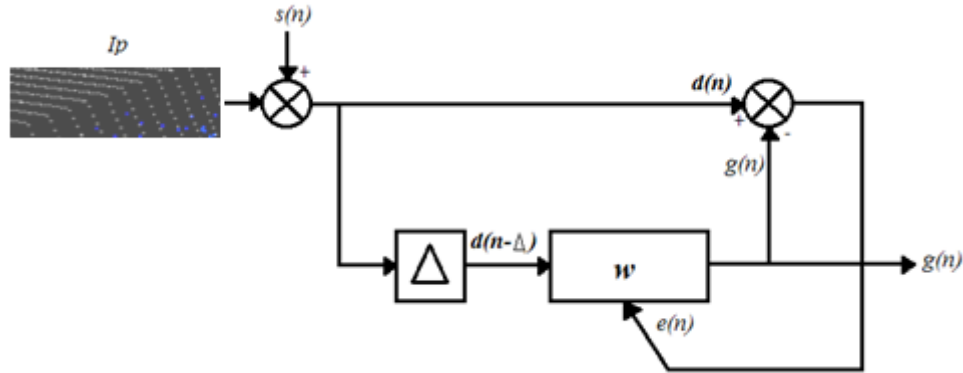 s(n)
Ip
+
d(n)
+
-
g(n)
Δ
d(n-Δ)
w
g(n)
e(n)